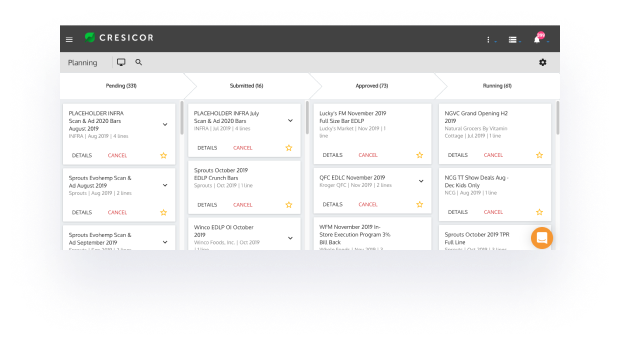 CRESICOR
Planning
Pending (331)
Submitted (16)
Approved (73)
Running (61)
PLACEHOLDER INFRA
Scan & Ad 2020 Bars
August 2019
INFRA | Aug 2019 | 4 lines
DETAILS CANCEL
Sprouts Evohemp Scan &
Ad August 2019
Sprouts | Aug 2019 | 2 lines
DETAILS CANCEL
Sprouts Evohemp Scan &
Ad September 2019
PLACEHOLDER INFRA July
Scan & Ad 2020 Bars
INFRA | Jul 2019 | 4 lines
DETAILS CANCEL
Sprouts October 2019
EDLP Crunch Bars
Sprouts | Oct 2019 | 1 line
DETAILS CANCEL
Winco EDLP OI October
2019
Winco Foods, Inc. | Oct 2019
Lucky's FM November 2019
Full Size Bar EDLP
Lucky's Market | Nov 2019 | 1
line
DETAILS CANCEL
QFC EDLC November 2019
Kroger QFC | Nov 2019 | 2 lines
DETAILS CANCEL
WFM November 2019 In-
Store Execution Program 3%
Bill Back
NGVC Grand Opening H2
2019
Natural Grocers By Vitamin
Cottage | Jul 2019 | 1 line
DETAILS CANCEL
NCG TT Show Deals Aug -
Dec Kids Only
NCG | Aug 2019 | 1 line
DETAILS CANCEL
Sprouts October 2019 TPR
Full Line